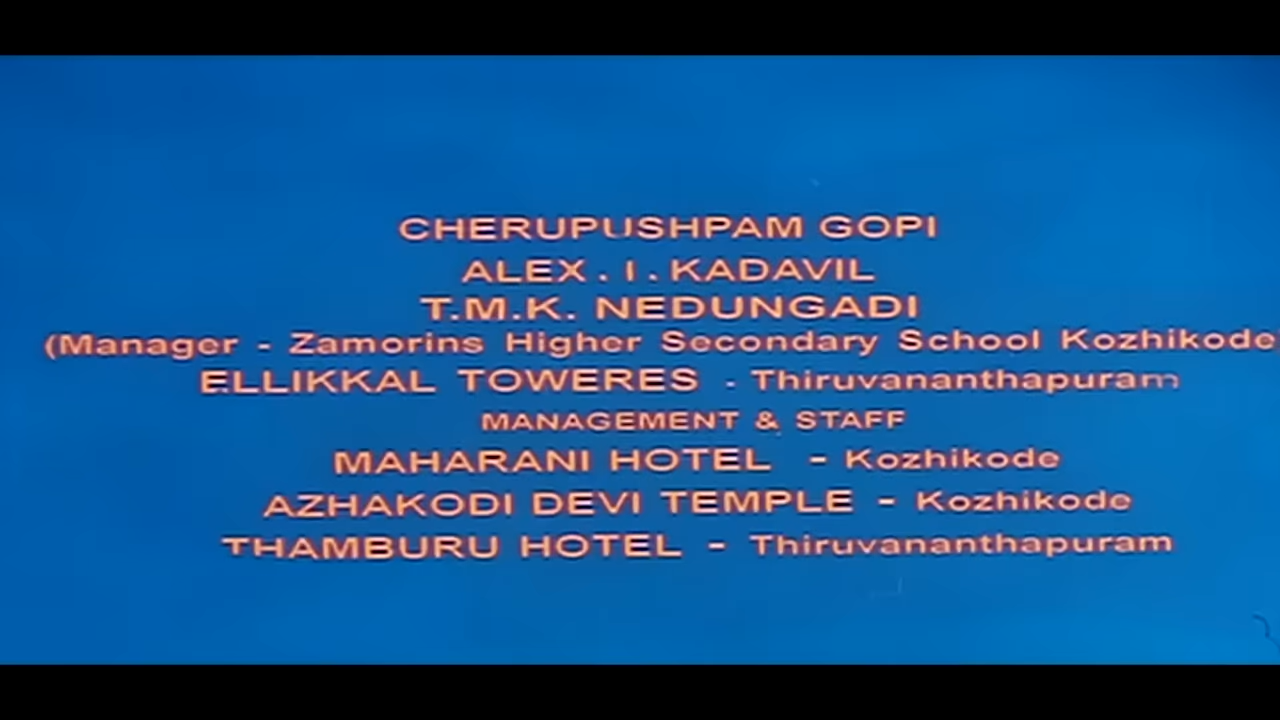 CHERUPUSHPAM GOPI
ALEX . I . KADAVIL
T.M.K. NEDUNGADI
(Manager - Zamorins Higher Secondary School Kozhikode
ELLIKKAL TOWERES - Thiruvananthapuram
MANAGEMENT & STAFF
MAHARANI HOTEL - Kozhikode
AZHAKODI DEVI TEMPLE - Kozhikode
THAMBURU HOTEL - Thiruvananthapuram